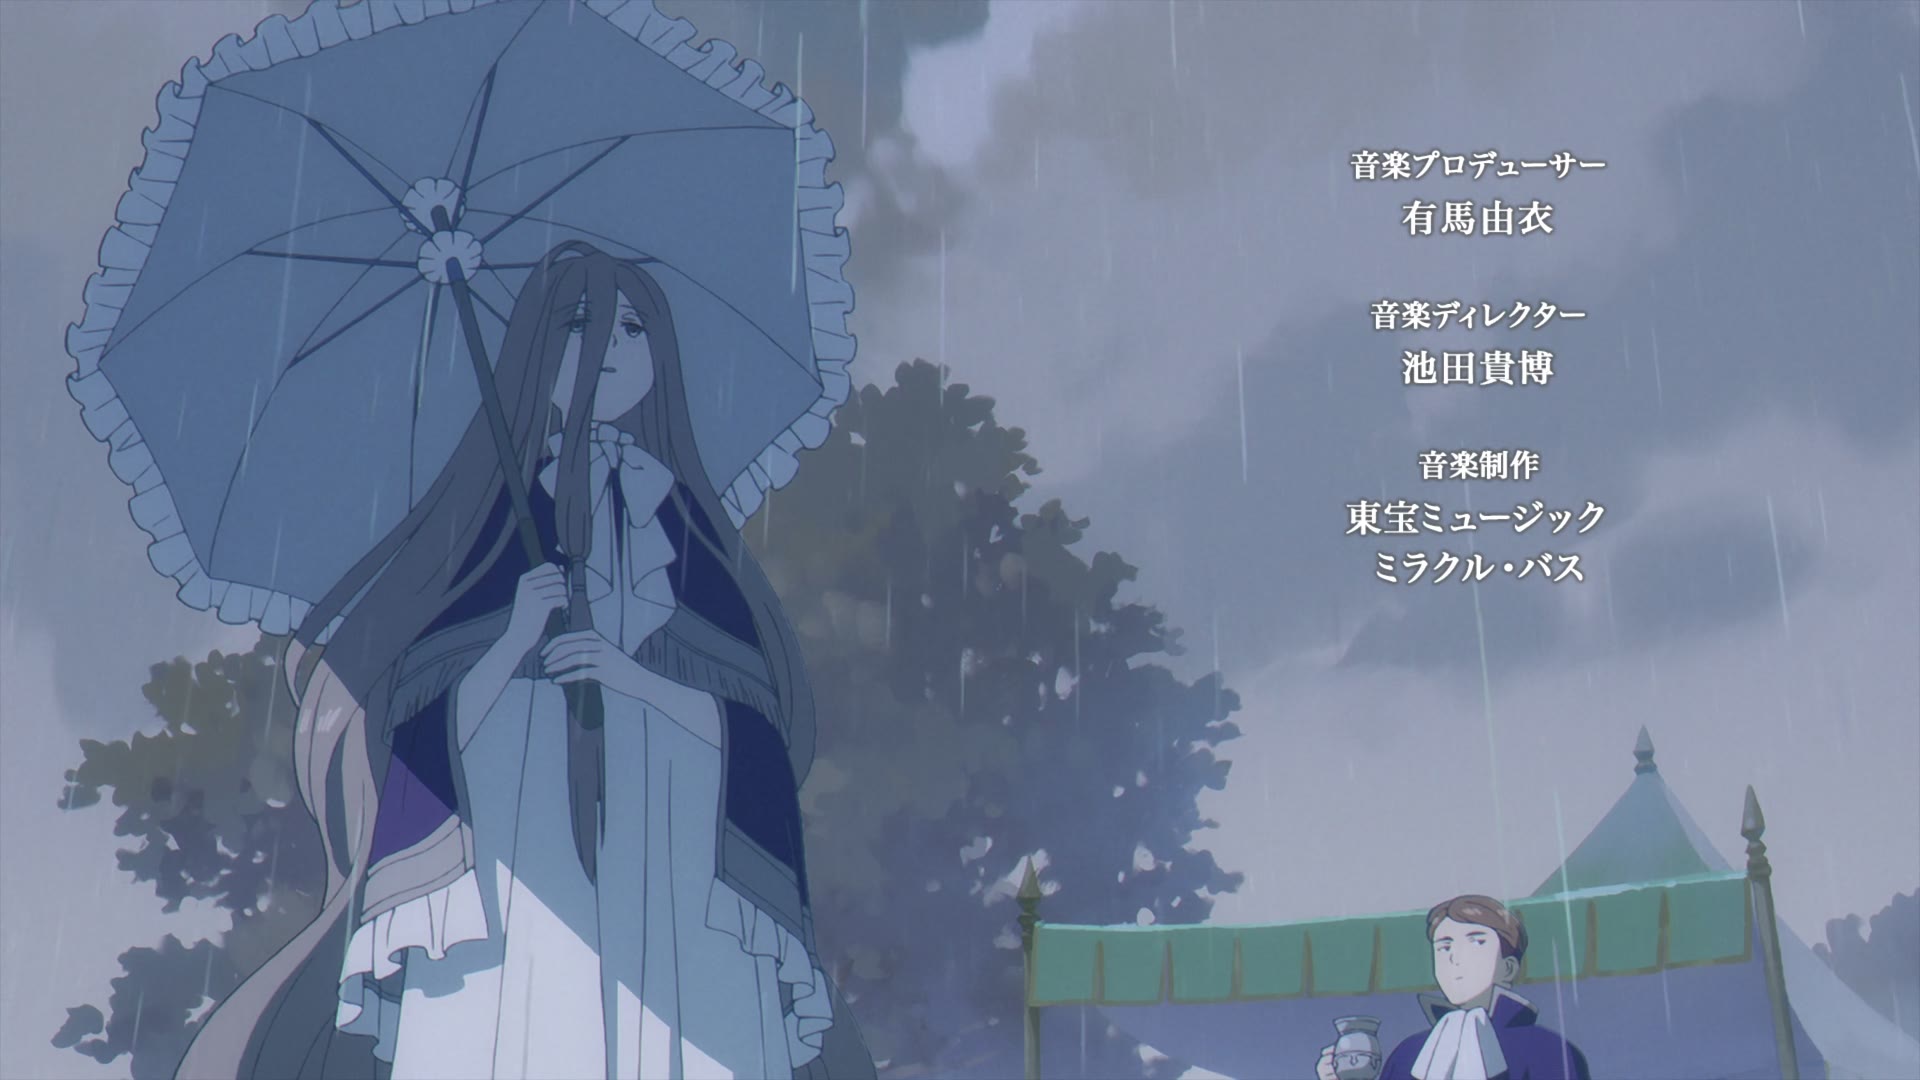 音楽プロデューサー
有馬由衣
音楽ディレクター
池田貴博
音楽制作
東宝ミュージック
ミラクル・バス